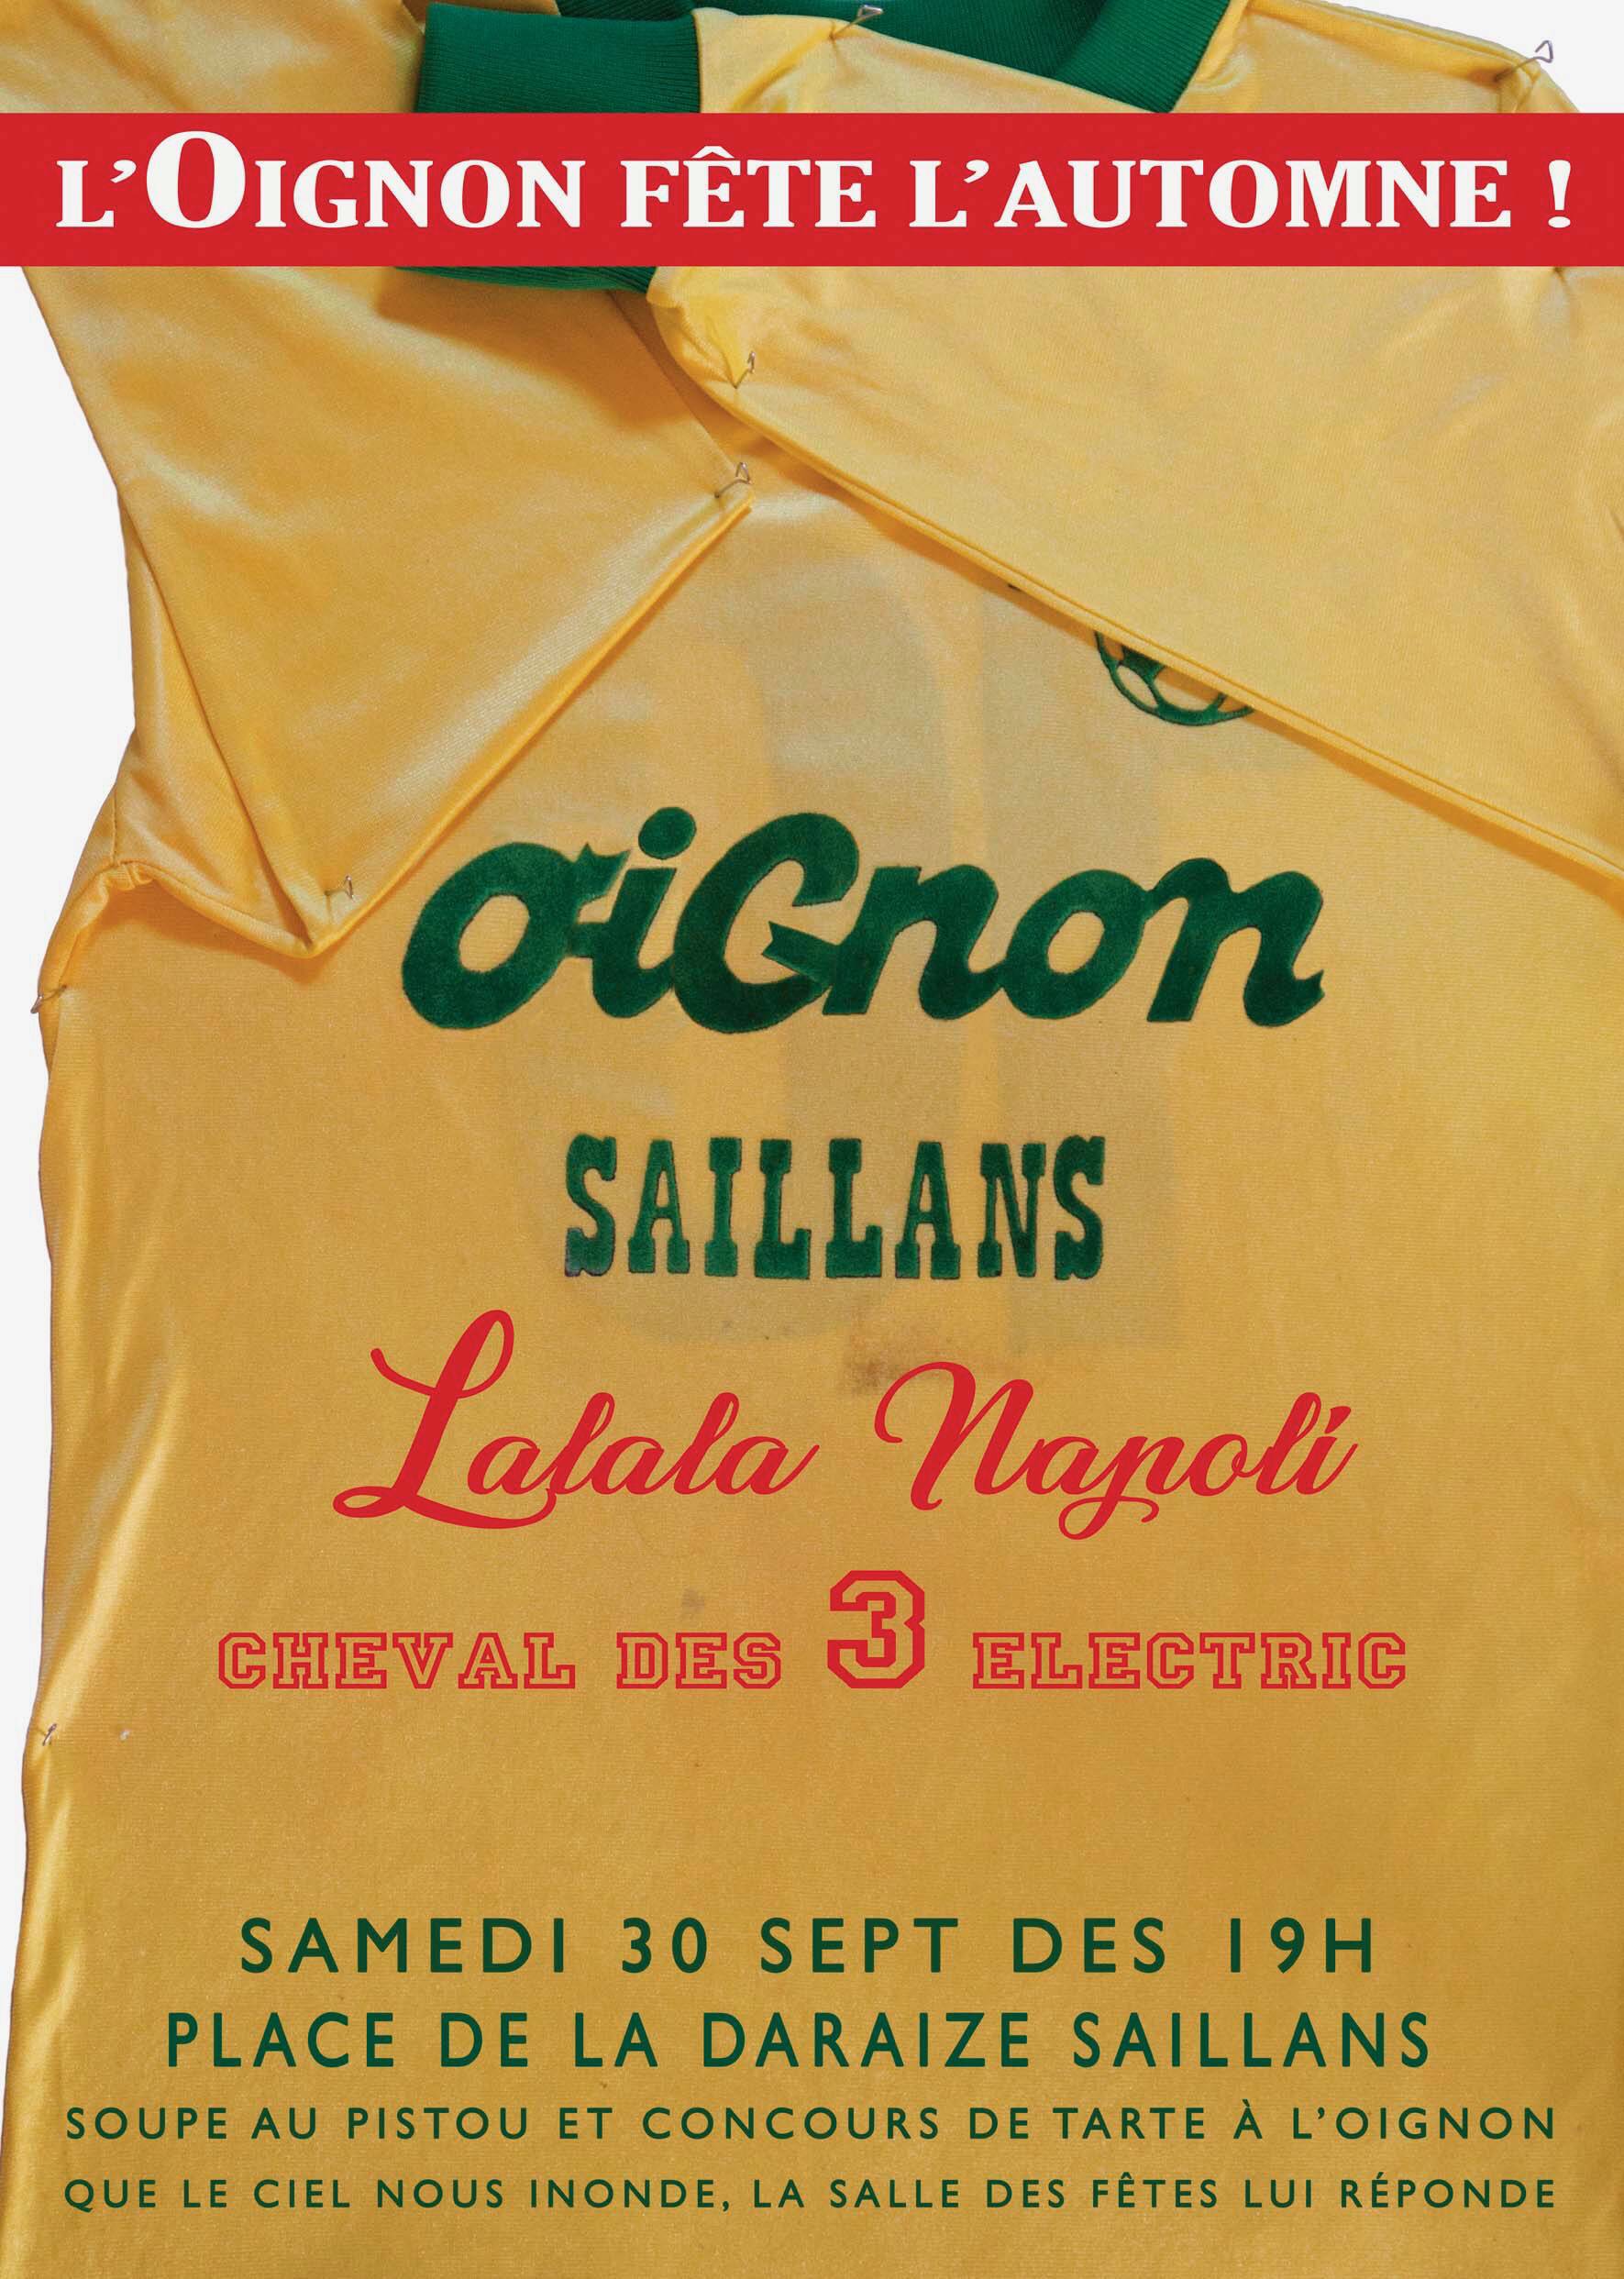 L'OIGNON FÊTE L'AUTOMNE !
oiGnon
SAILLANS
Lalala Napoli
CHEVAL DES 3 ELECTRIC
SAMEDI 30 SEPT DES 19H
PLACE DE LA DARAIZE SAILLANS
SOUPE AU PISTOU ET CONCOURS DE TARTE À L'OIGNON
QUE LE CIEL NOUS INONDE, LA SALLE DES FÊTES LUI RÉPONDE